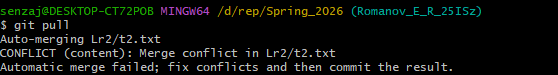 senzaj@DESKTOP-CT72POB MINGW64 /d/rep/Spring_2026 (Romanov_E_R_25ISz)
$ git pull
Auto-merging Lr2/t2.txt
CONFLICT (content): Merge conflict in Lr2/t2.txt
Automatic merge failed; fix conflicts and then commit the result.